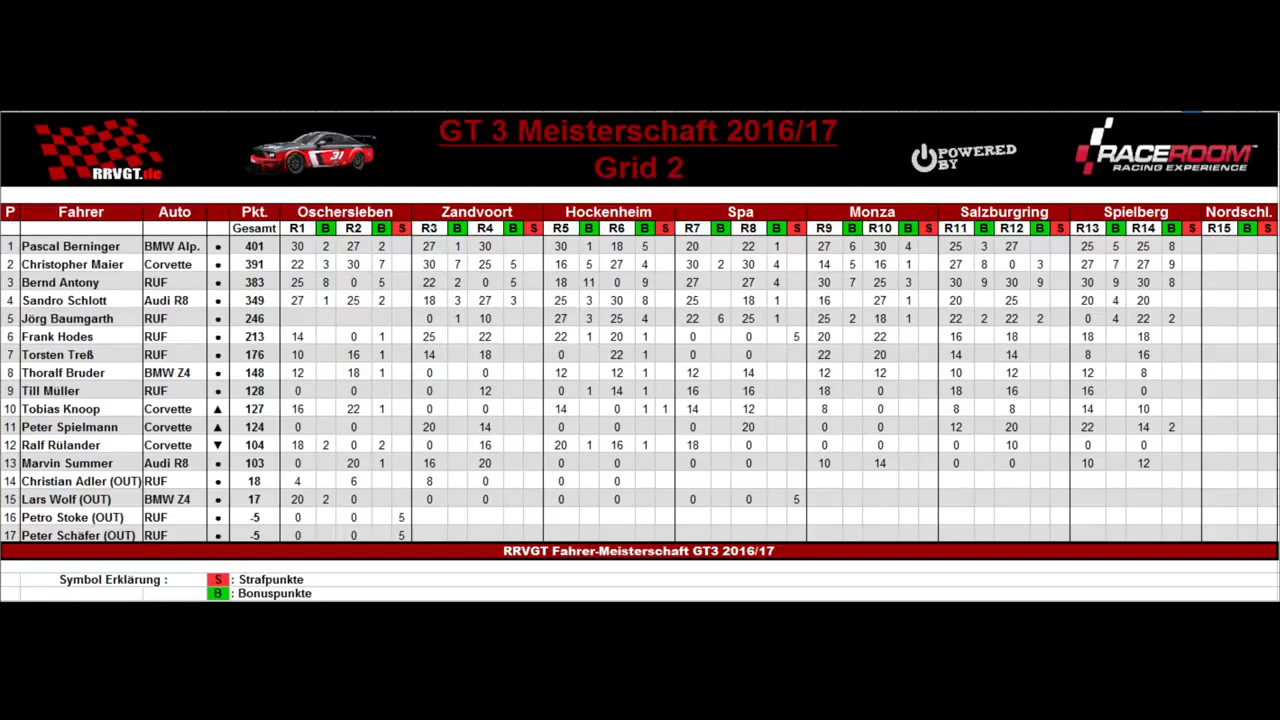 GT 3 Meisterschaft 2016/17
Grid 2
RRVGT.de
31
POWERED BY
RACEROOM
RACING EXPERIENCE
P Fahrer Auto Pkt. Oschersleben Zandvoort Hockenheim Spa Monza Salzburgring Spielberg Nordschl.
Gesamt R1 B R2 B S R3 B R4 B S R5 B R6 B S R7 B R8 B S R9 B R10 B S R11 B R12 B S R13 B R14 B S R15 B S
1 Pascal Berninger BMW Alp. ● 401 30 2 27 2 27 1 30 30 1 18 5 20 22 1 27 6 30 4 25 3 27 25 5 25 8
2 Christopher Maier Corvette ● 391 22 3 30 7 30 7 25 5 16 5 27 4 30 2 30 4 14 5 16 1 27 8 0 3 27 7 27 9
3 Bernd Antony RUF ● 383 25 8 0 5 22 2 0 5 18 11 0 9 27 27 4 30 7 25 3 30 9 30 9 30 9 30 8
4 Sandro Schlott Audi R8 ● 349 27 1 25 2 18 3 27 3 25 3 30 8 25 18 1 16 27 1 20 25 20 4 20
5 Jörg Baumgarth RUF ● 246 0 1 10 27 3 25 4 22 6 25 1 25 2 18 1 22 2 22 2 0 4 22 2
6 Frank Hodes RUF ● 213 14 0 1 25 22 22 1 20 1 0 0 5 20 22 16 18 18 18
7 Torsten Treß RUF ● 176 10 16 1 14 18 0 22 1 0 0 22 20 14 14 8 16
8 Thoralf Bruder BMW Z4 ● 148 12 18 1 0 0 12 12 1 12 14 12 12 10 12 12 8
9 Till Müller RUF ● 128 0 0 0 12 0 1 14 1 16 16 18 0 18 16 16 0
10 Tobias Knoop Corvette ▲ 127 16 22 1 0 0 14 0 1 1 14 12 8 0 8 8 14 10
11 Peter Spielmann Corvette ▲ 118 0 0 20 14 0 0 0 20 0 0 12 20 22 14 2
12 Ralf Rülander Corvette ▼ 104 18 2 0 2 0 16 20 1 16 1 18 0 0 0 0 10 0 0
13 Marvin Summer Audi R8 ● 103 0 20 1 16 20 0 0 0 0 10 14 0 0 10 12
14 Christian Adler (OUT) RUF ● 18 4 6 8 0 0 0
15 Lars Wolf (OUT) BMW Z4 ● 17 20 2 0 0 0 0 0 0 0 5
16 Petro Stoke (OUT) RUF ● -5 0 0 5
17 Peter Schäfer (OUT) RUF ● -5 0 0 5
RRVGT Fahrer-Meisterschaft GT3 2016/17
Symbol Erklärung : S : Strafpunkte
B : Bonuspunkte